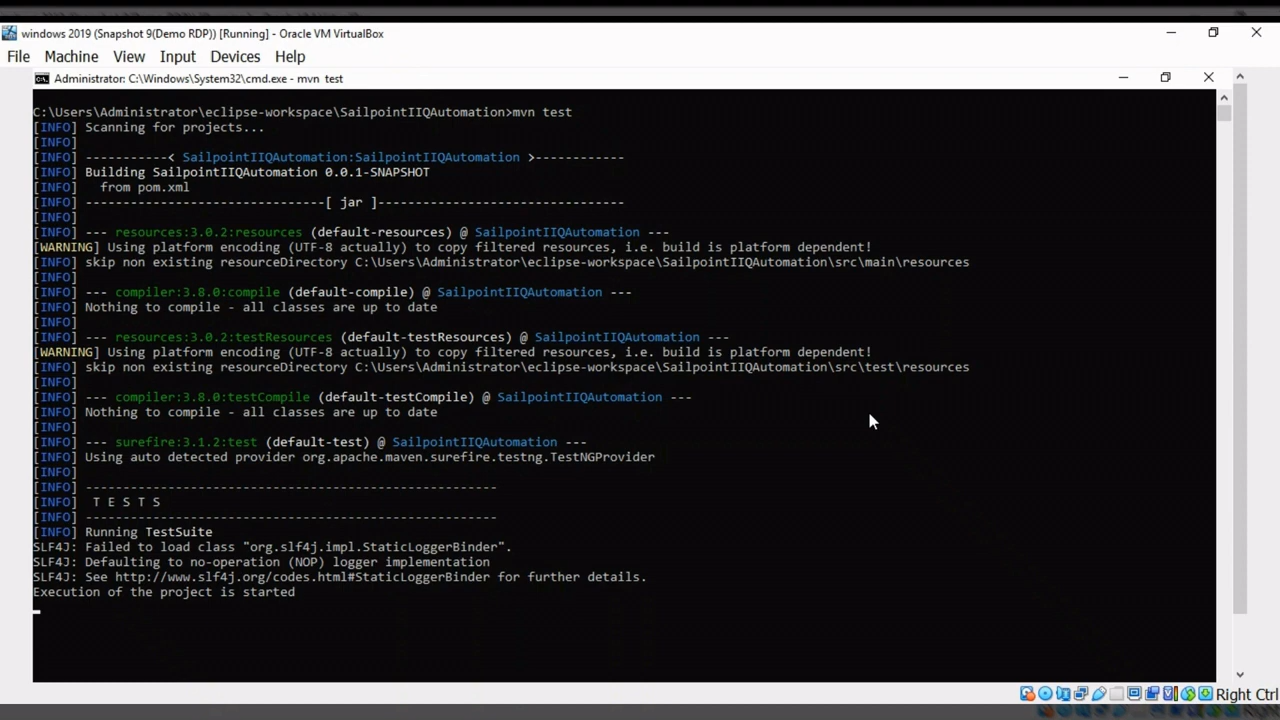 windows 2019 (Snapshot 9(Demo RDP)) [Running] - Oracle VM VirtualBox
File Machine View Input Devices Help
Administrator: C:\Windows\System32\cmd.exe - mvn test
C:\Users\Administrator\eclipse-workspace\SailpointIIQAutomation>mvn test
[INFO] Scanning for projects...
[INFO]
[INFO] -----------< SailpointIIQAutomation:SailpointIIQAutomation >------------
[INFO] Building SailpointIIQAutomation 0.0.1-SNAPSHOT
[INFO]   from pom.xml
[INFO] --------------------------------[ jar ]---------------------------------
[INFO]
[INFO] --- resources:3.0.2:resources (default-resources) @ SailpointIIQAutomation ---
[WARNING] Using platform encoding (UTF-8 actually) to copy filtered resources, i.e. build is platform dependent!
[INFO] skip non existing resourceDirectory C:\Users\Administrator\eclipse-workspace\SailpointIIQAutomation\src\main\resources
[INFO]
[INFO] --- compiler:3.8.0:compile (default-compile) @ SailpointIIQAutomation ---
[INFO] Nothing to compile - all classes are up to date
[INFO]
[INFO] --- resources:3.0.2:testResources (default-testResources) @ SailpointIIQAutomation ---
[WARNING] Using platform encoding (UTF-8 actually) to copy filtered resources, i.e. build is platform dependent!
[INFO] skip non existing resourceDirectory C:\Users\Administrator\eclipse-workspace\SailpointIIQAutomation\src\test\resources
[INFO]
[INFO] --- compiler:3.8.0:testCompile (default-testCompile) @ SailpointIIQAutomation ---
[INFO] Nothing to compile - all classes are up to date
[INFO]
[INFO] --- surefire:3.1.2:test (default-test) @ SailpointIIQAutomation ---
[INFO] Using auto detected provider org.apache.maven.surefire.testng.TestNGProvider
[INFO]
[INFO] -------------------------------------------------------
[INFO]  T E S T S
[INFO] -------------------------------------------------------
[INFO] Running TestSuite
SLF4J: Failed to load class "org.slf4j.impl.StaticLoggerBinder".
SLF4J: Defaulting to no-operation (NOP) logger implementation
SLF4J: See http://www.slf4j.org/codes.html#StaticLoggerBinder for further details.
Execution of the project is started
Right Ctrl